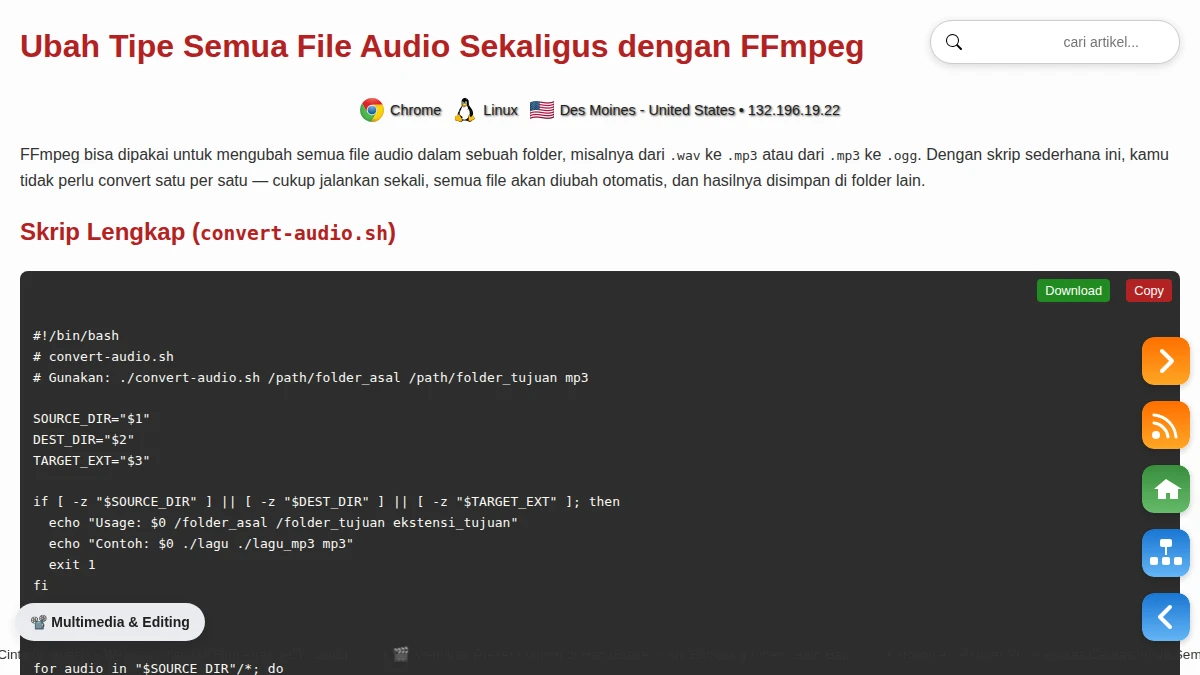 Ubah Tipe Semua File Audio Sekaligus dengan FFmpeg
cari artikel...
Chrome Linux Des Moines - United States • 132.196.19.22
FFmpeg bisa dipakai untuk mengubah semua file audio dalam sebuah folder, misalnya dari .wav ke .mp3 atau dari .mp3 ke .ogg. Dengan skrip sederhana ini, kamu
tidak perlu convert satu per satu — cukup jalankan sekali, semua file akan diubah otomatis, dan hasilnya disimpan di folder lain.
Skrip Lengkap (convert-audio.sh)
Download Copy
#!/bin/bash
# convert-audio.sh
# Gunakan: ./convert-audio.sh /path/folder_asal /path/folder_tujuan mp3
SOURCE_DIR="$1"
DEST_DIR="$2"
TARGET_EXT="$3"
if [ -z "$SOURCE_DIR" ] || [ -z "$DEST_DIR" ] || [ -z "$TARGET_EXT" ]; then
echo "Usage: $0 /folder_asal /folder_tujuan ekstensi_tujuan"
echo "Contoh: $0 ./lagu ./lagu_mp3 mp3"
exit 1
fi
Multimedia & Editing
for audio in "$SOURCE_DIR"/*; do